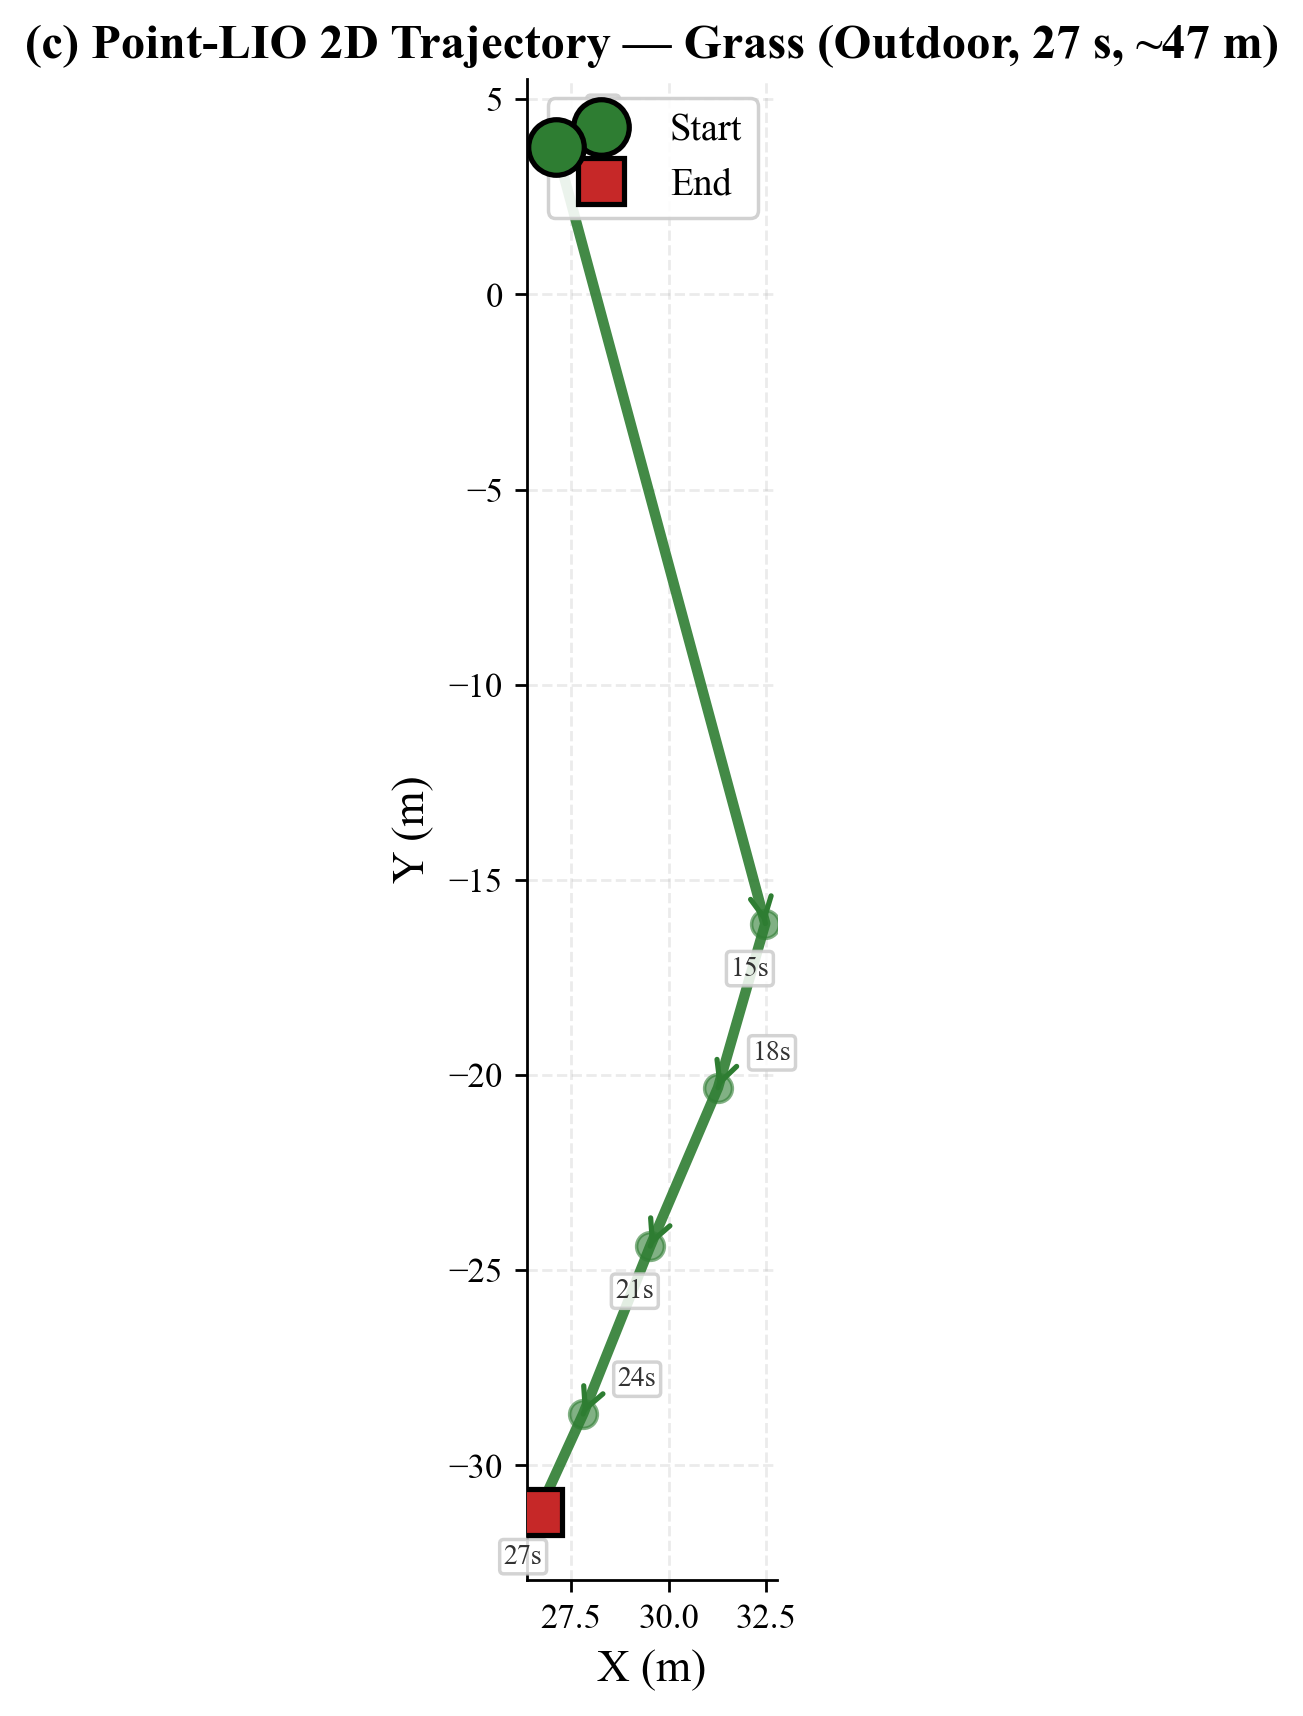 (c) Point-LIO 2D Trajectory — Grass (Outdoor, 27 s, ~47 m)
Start
End
5
0
−5
−10
−15
−20
−25
−30
Y (m)
15s
18s
21s
24s
27s
27.5 30.0 32.5
X (m)